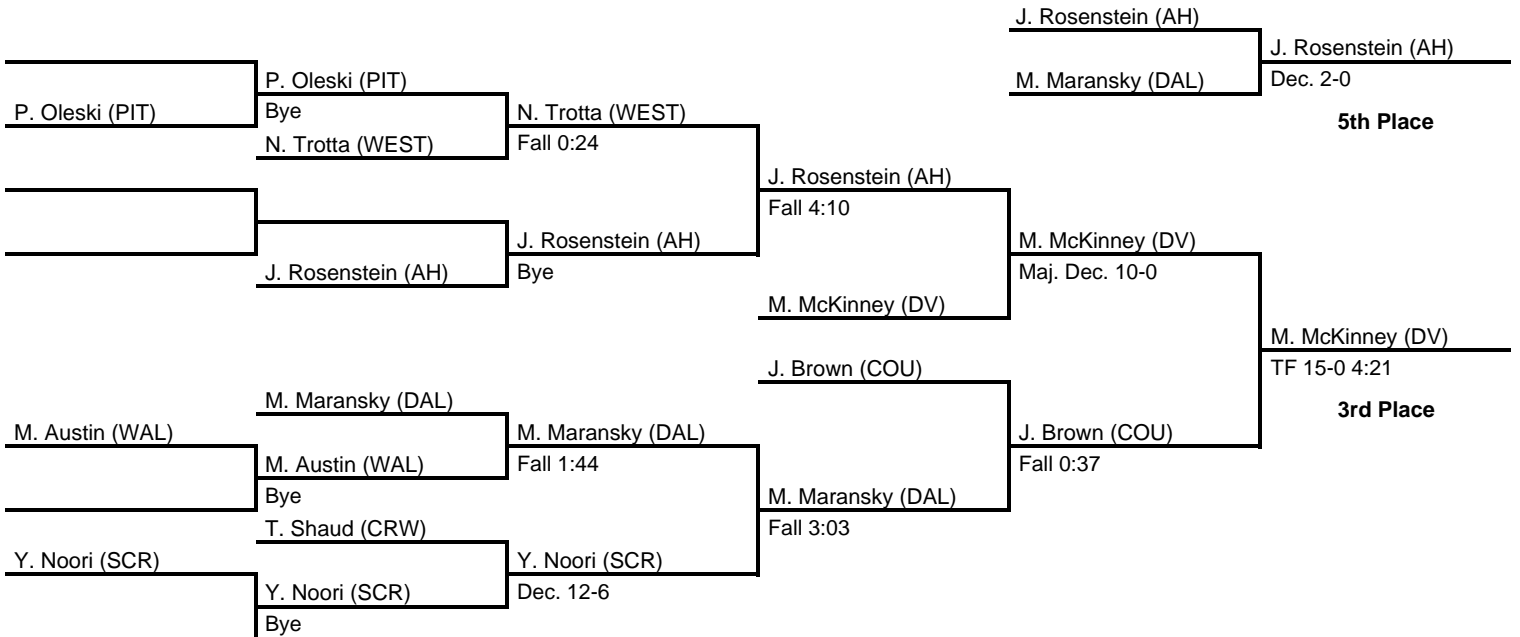 J. Rosenstein (AH)
J. Rosenstein (AH)
M. Maransky (DAL)
Dec. 2-0
5th Place
P. Oleski (PIT)
P. Oleski (PIT)
Bye
N. Trotta (WEST)
N. Trotta (WEST)
Fall 0:24
J. Rosenstein (AH)
Fall 4:10
J. Rosenstein (AH)
J. Rosenstein (AH)
Bye
M. McKinney (DV)
Maj. Dec. 10-0
M. McKinney (DV)
M. McKinney (DV)
TF 15-0 4:21
3rd Place
J. Brown (COU)
M. Maransky (DAL)
M. Austin (WAL)
M. Austin (WAL)
Bye
M. Maransky (DAL)
Fall 1:44
J. Brown (COU)
Fall 0:37
M. Maransky (DAL)
Fall 3:03
T. Shaud (CRW)
Y. Noori (SCR)
Y. Noori (SCR)
Bye
Y. Noori (SCR)
Dec. 12-6